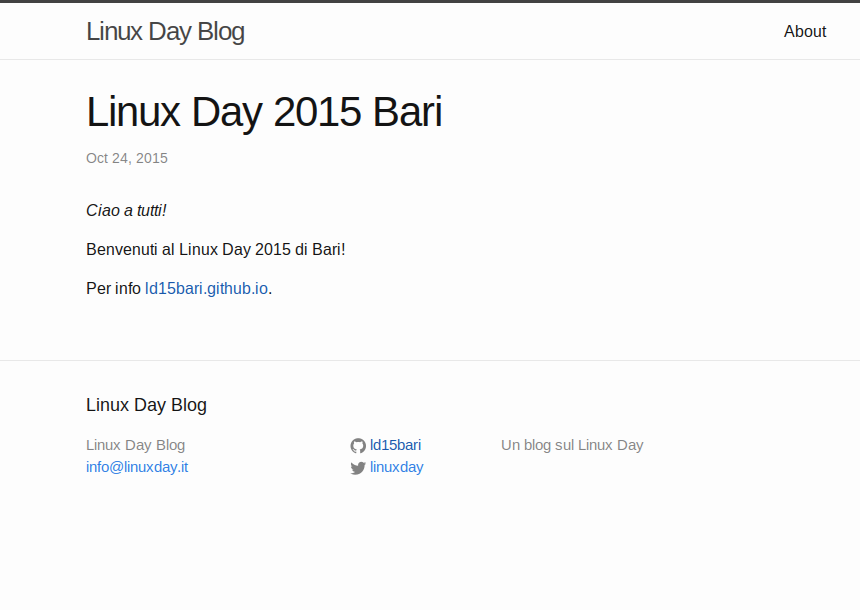 Linux Day Blog
About
Linux Day 2015 Bari
Oct 24, 2015
Ciao a tutti!
Benvenuti al Linux Day 2015 di Bari!
Per info ld15bari.github.io.
Linux Day Blog
Linux Day Blog
info@linuxday.it
ld15bari
linuxday
Un blog sul Linux Day